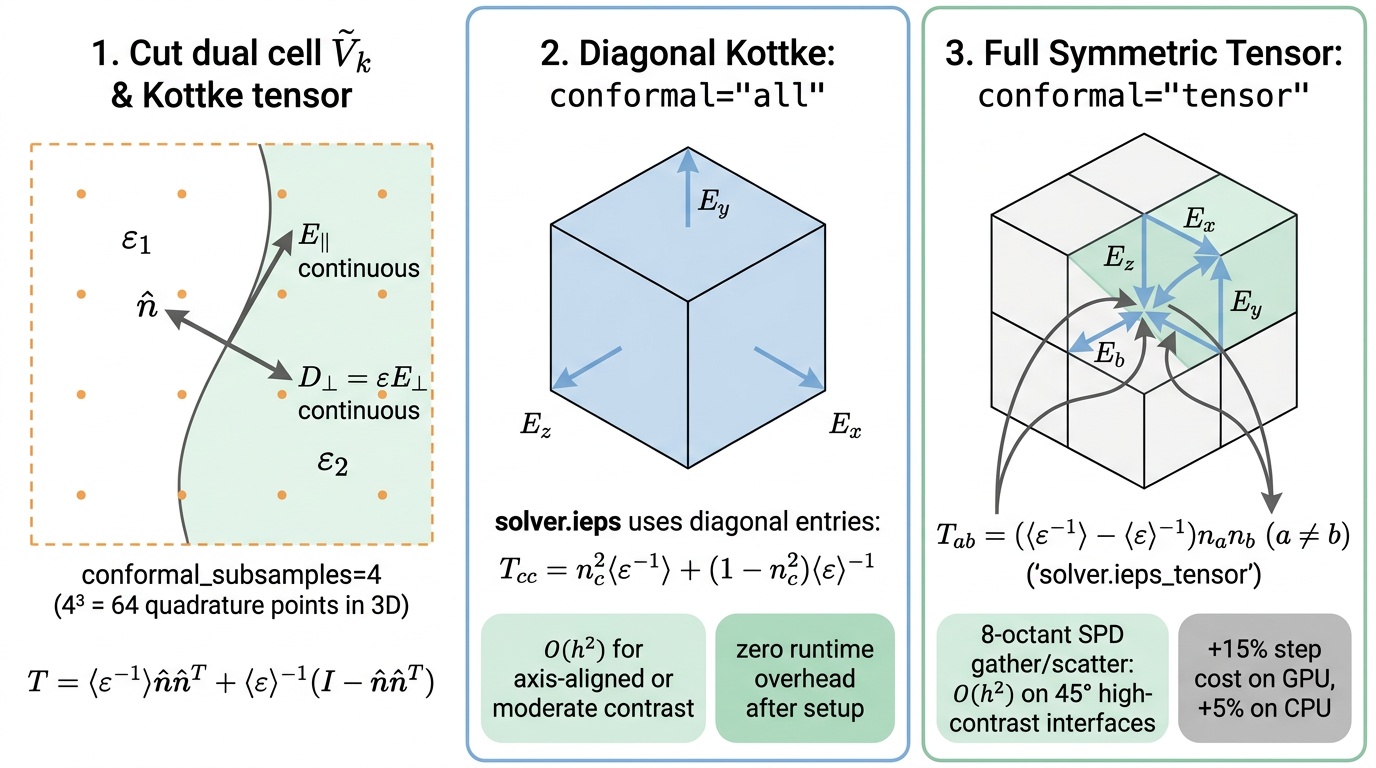 1. Cut dual cell Ṽₖ
& Kottke tensor
ε₁
n̂
E∥
continuous
D⊥ = εE⊥
continuous
ε₂
conformal_subsamples=4
(4³ = 64 quadrature points in 3D)
T = ⟨ε⁻¹⟩n̂n̂ᵀ + ⟨ε⟩⁻¹(I − n̂n̂ᵀ)
2. Diagonal Kottke:
conformal="all"
E_y
E_z
E_x
solver.ieps uses diagonal entries:
T_cc = n_c²⟨ε⁻¹⟩ + (1 − n_c²)⟨ε⟩⁻¹
O(h²) for
axis-aligned or
moderate contrast
zero runtime
overhead
after setup
3. Full Symmetric Tensor:
conformal="tensor"
E_x
E_z
E_y
E_b
T_ab = (⟨ε⁻¹⟩ − ⟨ε⟩⁻¹)n_a n_b (a ≠ b)
(‘solver.ieps_tensor’)
8-octant SPD
gather/scatter:
O(h²) on 45° high-
contrast interfaces
+15% step
cost on GPU,
+5% on CPU